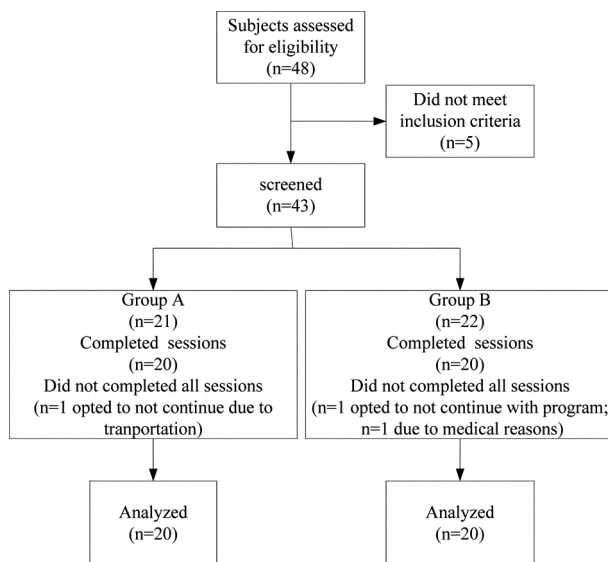 Subjects assessed
for eligibility
(n=48)
Did not meet
inclusion criteria
(n=5)
screened
(n=43)
Group A
(n=21)
Completed sessions
(n=20)
Did not completed all sessions
(n=1 opted to not continue due to
tranportation)
Group B
(n=22)
Completed sessions
(n=20)
Did not completed all sessions
(n=1 opted to not continue with program;
n=1 due to medical reasons)
Analyzed
(n=20)
Analyzed
(n=20)